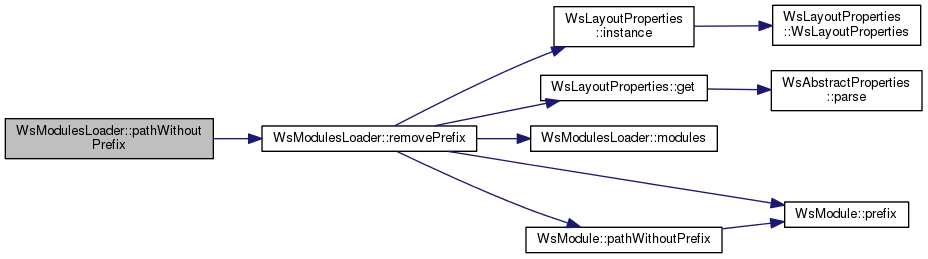 WsModulesLoader::pathWithout
Prefix
WsModulesLoader::removePrefix
WsLayoutProperties
::instance
WsLayoutProperties
::WsLayoutProperties
WsLayoutProperties::get
WsAbstractProperties
::parse
WsModulesLoader::modules
WsModule::prefix
WsModule::pathWithoutPrefix